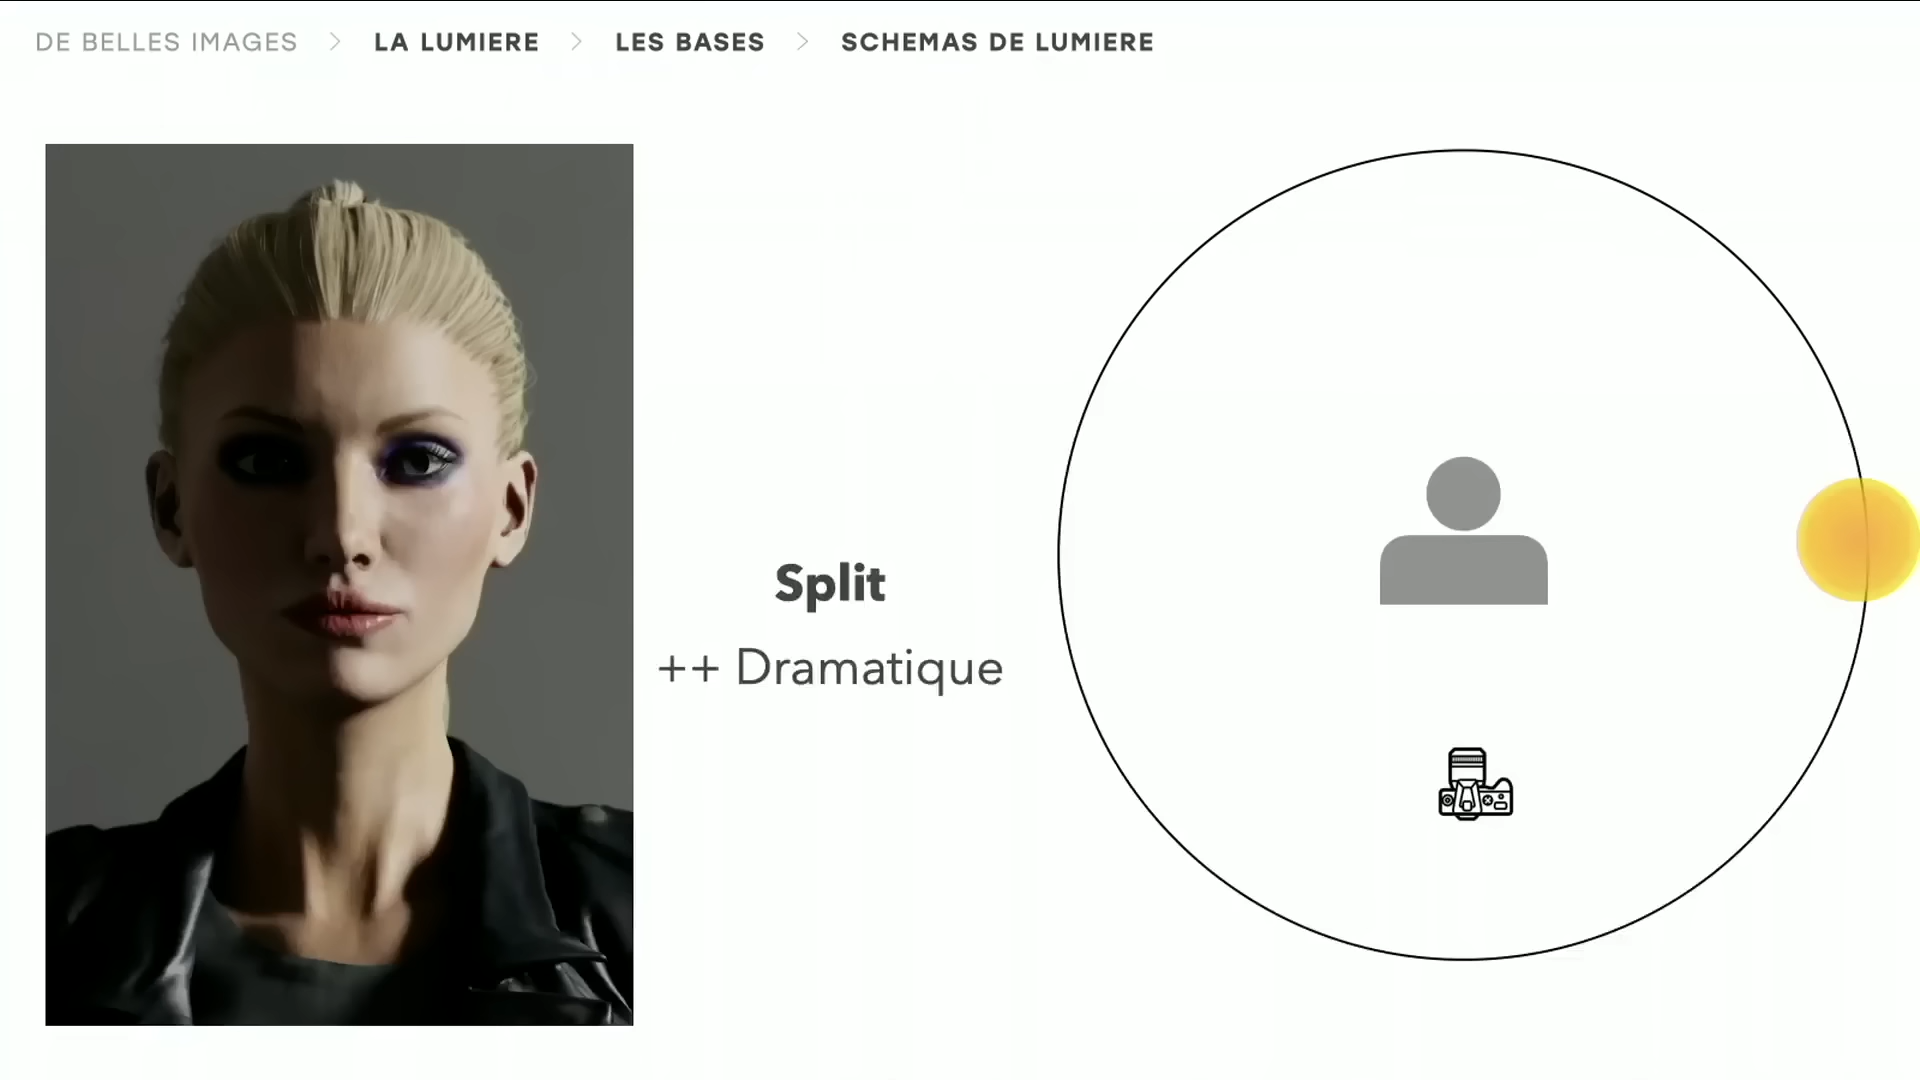 DE BELLES IMAGES > LA LUMIERE > LES BASES > SCHEMAS DE LUMIERE
Split
++ Dramatique